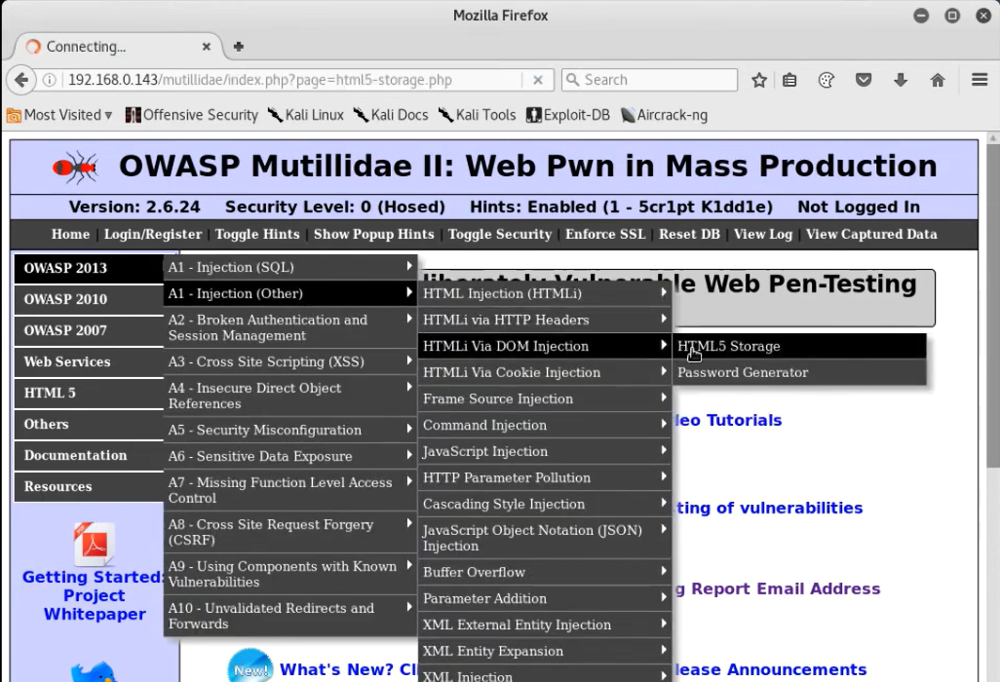 Mozilla Firefox
Connecting...
192.168.0.143/mutillidae/index.php?page=html5-storage.php
Search
Most Visited
Offensive Security
Kali Linux
Kali Docs
Kali Tools
Exploit-DB
Aircrack-ng
OWASP Mutillidae II: Web Pwn in Mass Production
Version: 2.6.24 Security Level: 0 (Hosed) Hints: Enabled (1 - 5cr1pt K1dd1e) Not Logged In
Home | Login/Register | Toggle Hints | Show Popup Hints | Toggle Security | Enforce SSL | Reset DB | View Log | View Captured Data
OWASP 2013
OWASP 2010
OWASP 2007
Web Services
HTML 5
Others
Documentation
Resources
Getting Started:
Project
Whitepaper
A1 - Injection (SQL)
A1 - Injection (Other)
A2 - Broken Authentication and
Session Management
A3 - Cross Site Scripting (XSS)
A4 - Insecure Direct Object
References
A5 - Security Misconfiguration
A6 - Sensitive Data Exposure
A7 - Missing Function Level Access
Control
A8 - Cross Site Request Forgery
(CSRF)
A9 - Using Components with Known
Vulnerabilities
A10 - Unvalidated Redirects and
Forwards
HTML Injection (HTMLi)
HTMLi via HTTP Headers
HTMLi Via DOM Injection
HTMLi Via Cookie Injection
Frame Source Injection
Command Injection
JavaScript Injection
HTTP Parameter Pollution
Cascading Style Injection
JavaScript Object Notation (JSON)
Injection
Buffer Overflow
Parameter Addition
XML External Entity Injection
XML Entity Expansion
XML Injection
HTML5 Storage
Password Generator
liberately Vulnerable Web Pen-Testing
deo Tutorials
ting of vulnerabilities
g Report Email Address
New!
What's New? Cl
lease Announcements